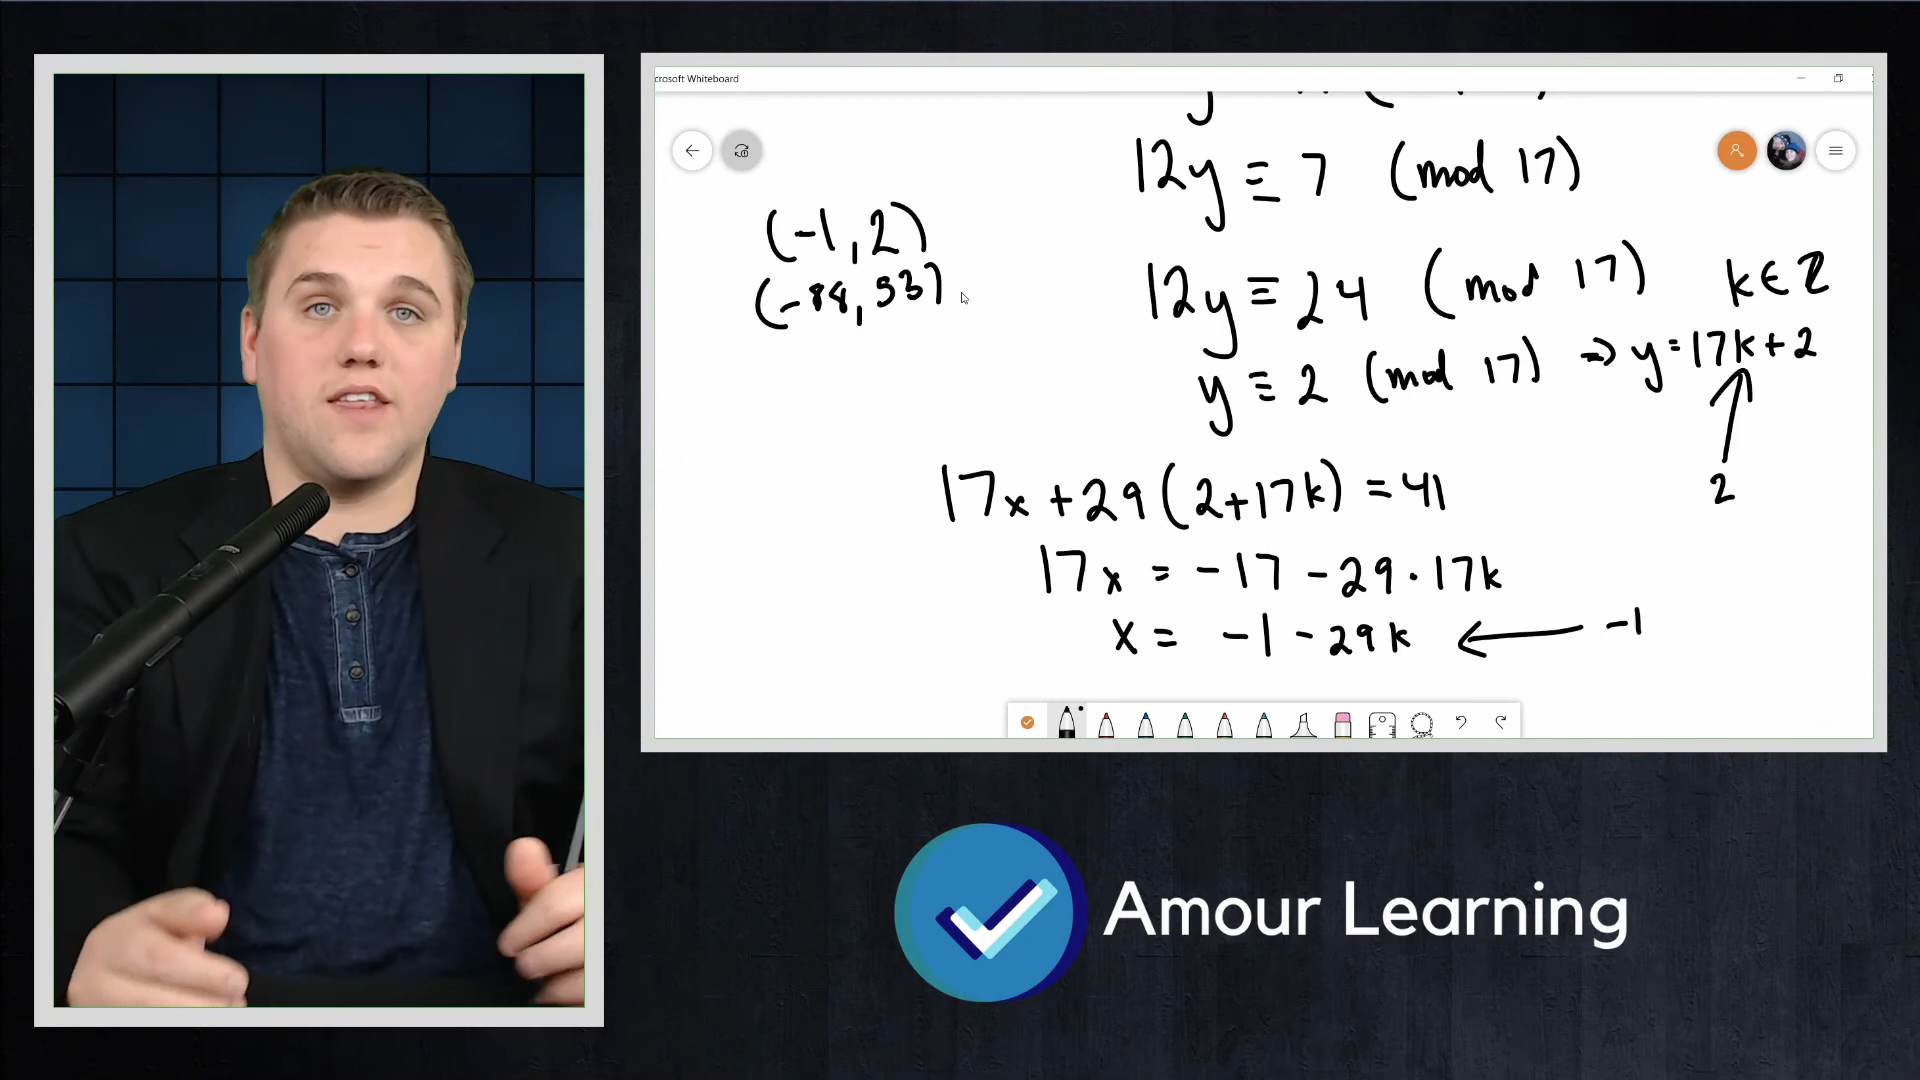 crosoft Whiteboard
12y ≡ 7 (mod 17)
(-1, 2)
(-88, 53)
12y ≡ 24 (mod 17)
k ∈ ℤ
y ≡ 2 (mod 17) ⇒ y = 17k + 2
2
17x + 29 (2 + 17k) = 41
17x = -17 - 29 · 17k
x = -1 - 29k ← -1
Amour Learning